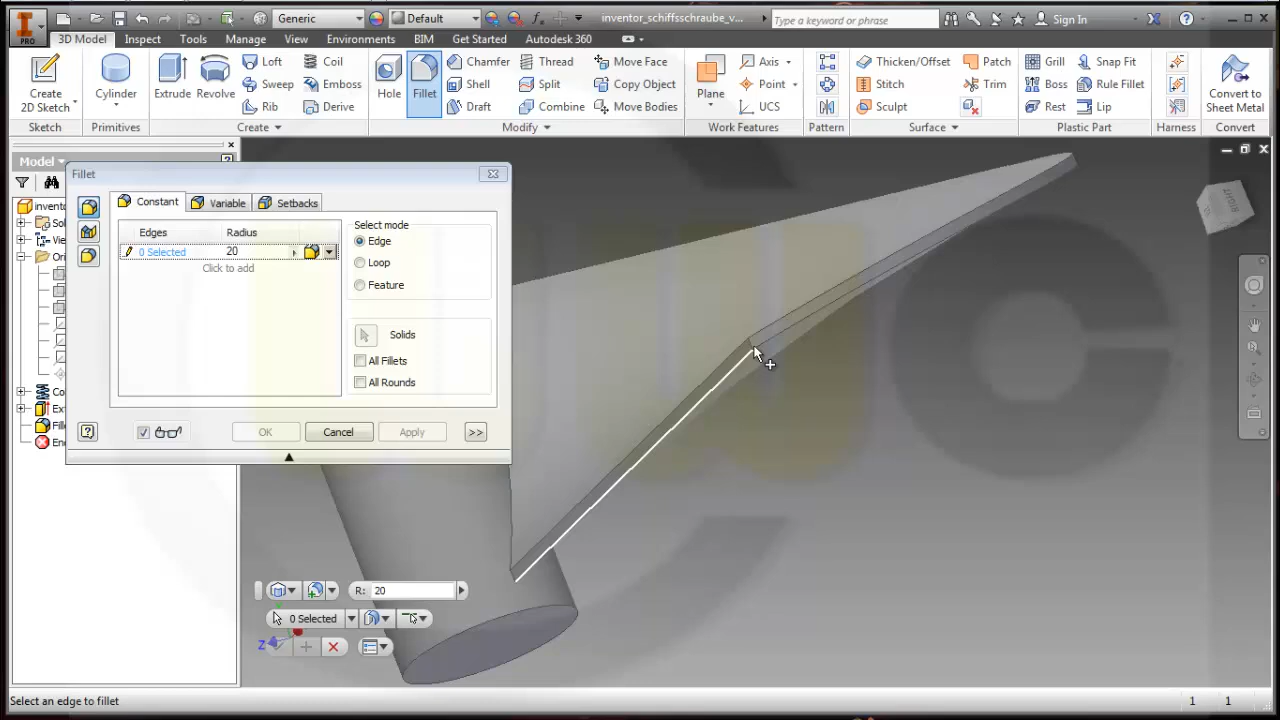 Generic
Default
inventor_schiffsschraube_v...
Type a keyword or phrase
Sign In
PRO
3D Model Inspect Tools Manage View Environments BIM Get Started Autodesk 360
Create
2D Sketch
Cylinder
Extrude
Revolve
Loft
Sweep
Rib
Coil
Emboss
Derive
Hole
Fillet
Chamfer
Shell
Draft
Thread
Split
Combine
Move Face
Copy Object
Move Bodies
Plane
Axis
Point
UCS
Thicken/Offset
Stitch
Sculpt
Patch
Trim
Grill
Boss
Rest
Snap Fit
Rule Fillet
Lip
Convert to
Sheet Metal
Sketch
Primitives
Create
Modify
Work Features
Pattern
Surface
Plastic Part
Harness
Convert
Model
Fillet
Constant
Variable
Setbacks
Edges
Radius
0 Selected
20
Click to add
Select mode
Edge
Loop
Feature
Solids
All Fillets
All Rounds
OK
Cancel
Apply
>>
RIGHT
R: 20
0 Selected
Z
Select an edge to fillet
1 1